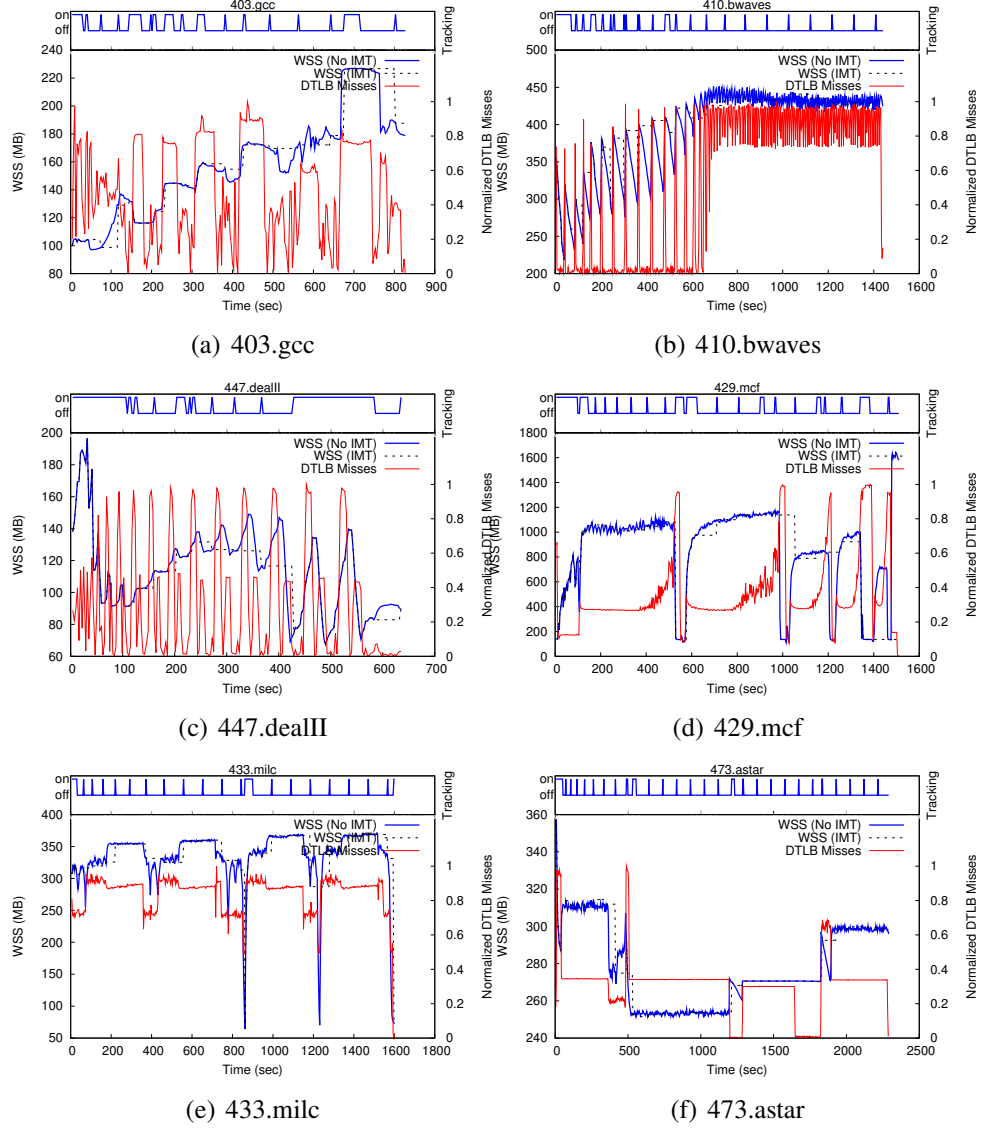 403.gcc
on
off
Tracking
240
220
200
180
160
140
120
100
80
WSS (MB)
WSS (No IMT)
WSS (IMT)
DTLB Misses
1
0.8
0.6
0.4
0.2
0
Normalized DTLB Misses
0 100 200 300 400 500 600 700 800 900
Time (sec)
(a) 403.gcc
410.bwaves
on
off
Tracking
500
450
400
350
300
250
200
WSS (MB)
WSS (No IMT)
WSS (IMT)
DTLB Misses
1
0.8
0.6
0.4
0.2
0
Normalized DTLB Misses
0 200 400 600 800 1000 1200 1400 1600
Time (sec)
(b) 410.bwaves
447.dealII
on
off
Tracking
200
180
160
140
120
100
80
60
WSS (MB)
WSS (No IMT)
WSS (IMT)
DTLB Misses
1
0.8
0.6
0.4
0.2
0
Normalized DTLB Misses
0 100 200 300 400 500 600 700
Time (sec)
(c) 447.dealII
429.mcf
on
off
Tracking
1800
1600
1400
1200
1000
800
600
400
200
0
WSS (MB)
WSS (No IMT)
WSS (IMT)
DTLB Misses
1
0.8
0.6
0.4
0.2
0
Normalized DTLB Misses
0 200 400 600 800 1000 1200 1400 1600
Time (sec)
(d) 429.mcf
433.milc
on
off
Tracking
400
350
300
250
200
150
100
50
WSS (MB)
WSS (No IMT)
WSS (IMT)
DTLB Misses
1
0.8
0.6
0.4
0.2
0
Normalized DTLB Misses
0 200 400 600 800 1000 1200 1400 1600 1800
Time (sec)
(e) 433.milc
473.astar
on
off
Tracking
360
340
320
300
280
260
240
WSS (MB)
WSS (No IMT)
WSS (IMT)
DTLB Misses
1
0.8
0.6
0.4
0.2
0
Normalized DTLB Misses
0 500 1000 1500 2000 2500
Time (sec)
(f) 473.astar